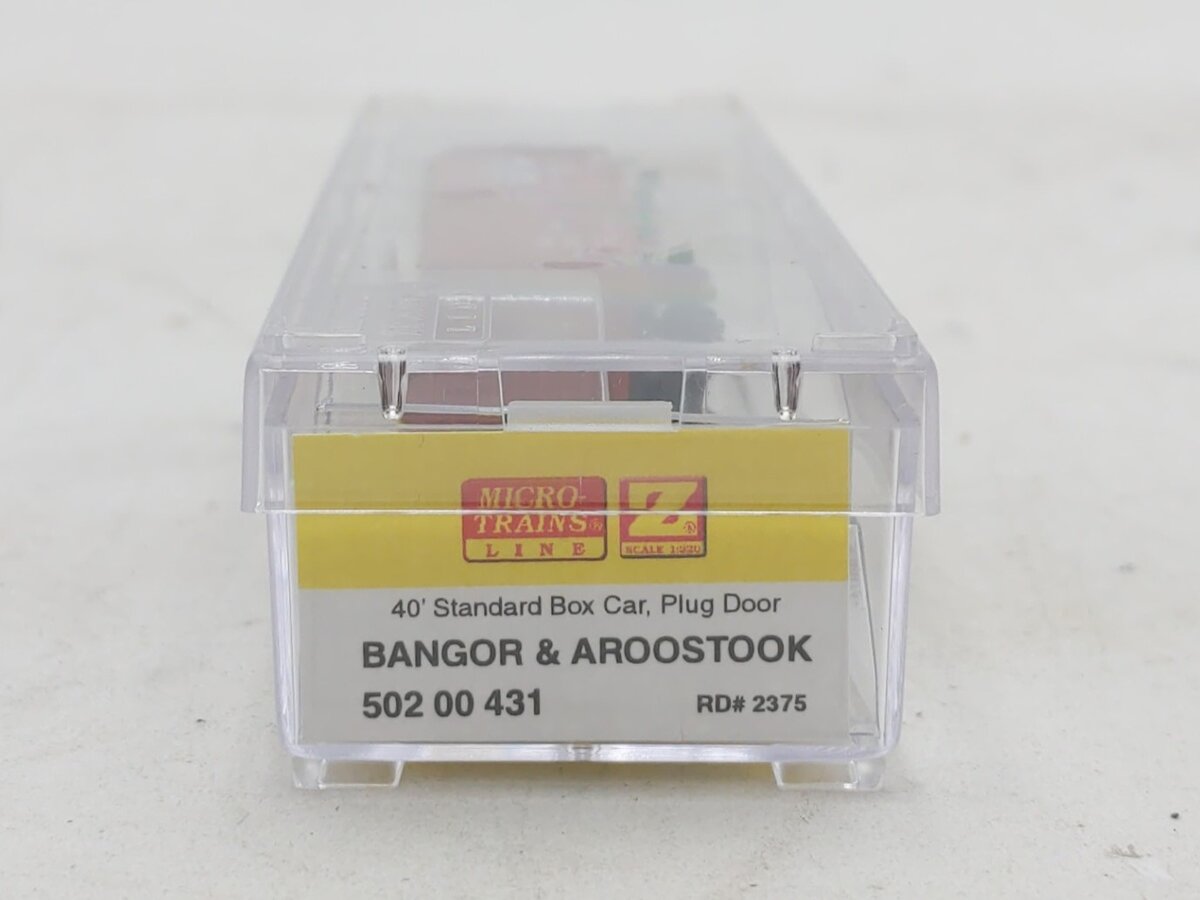 MICRO-
TRAINS®
LINE
Z®
SCALE 1:220
40' Standard Box Car, Plug Door
BANGOR & AROOSTOOK
502 00 431
RD# 2375